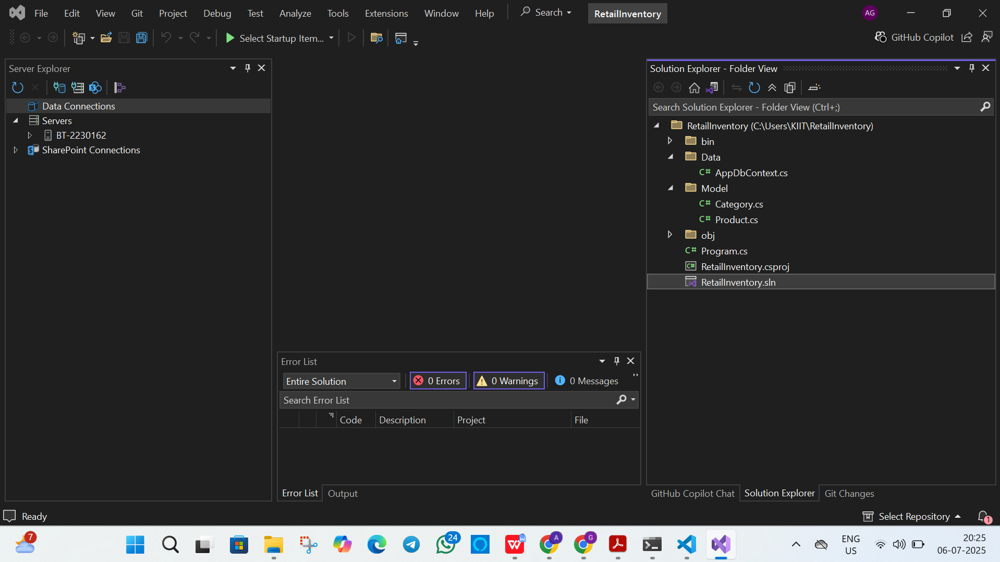 File Edit View Git Project Debug Test Analyze Tools Extensions Window Help Search RetailInventory AG
Select Startup Item... GitHub Copilot
Server Explorer
Data Connections
Servers
BT-2230162
SharePoint Connections
Error List
Entire Solution 0 Errors 0 Warnings 0 Messages
Search Error List
Code Description Project File
Error List Output
Solution Explorer - Folder View
Search Solution Explorer - Folder View (Ctrl+;)
RetailInventory (C:\Users\KIIT\RetailInventory)
bin
Data
C# AppDbContext.cs
Model
C# Category.cs
C# Product.cs
obj
C# Program.cs
C# RetailInventory.csproj
RetailInventory.sln
GitHub Copilot Chat Solution Explorer Git Changes
Ready Select Repository 1
7 24 W A G ENG 20:25
US 06-07-2025